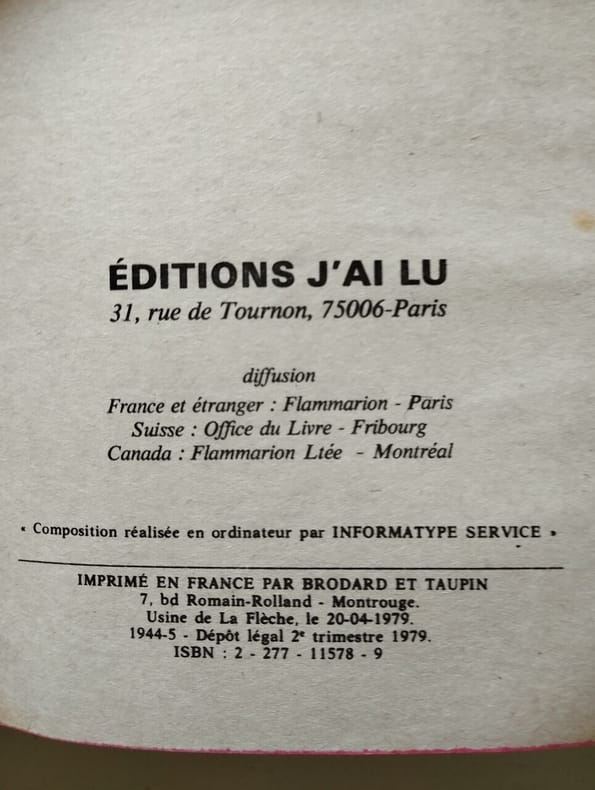 ÉDITIONS J'AI LU
31, rue de Tournon, 75006-Paris
diffusion
France et étranger : Flammarion - Paris
Suisse : Office du Livre - Fribourg
Canada : Flammarion Ltée - Montréal
« Composition réalisée en ordinateur par INFORMATYPE SERVICE »
IMPRIMÉ EN FRANCE PAR BRODARD ET TAUPIN
7, bd Romain-Rolland - Montrouge.
Usine de La Flèche, le 20-04-1979.
1944-5 - Dépôt légal 2e trimestre 1979.
ISBN : 2 - 277 - 11578 - 9